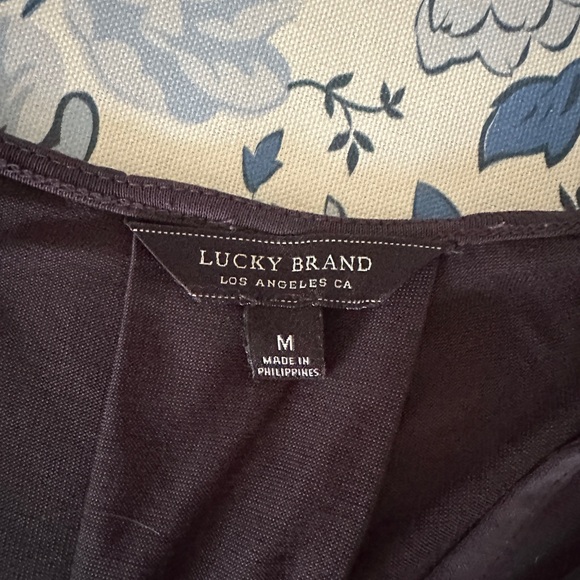 LUCKY BRAND
LOS ANGELES CA
M
MADE IN
PHILIPPINES